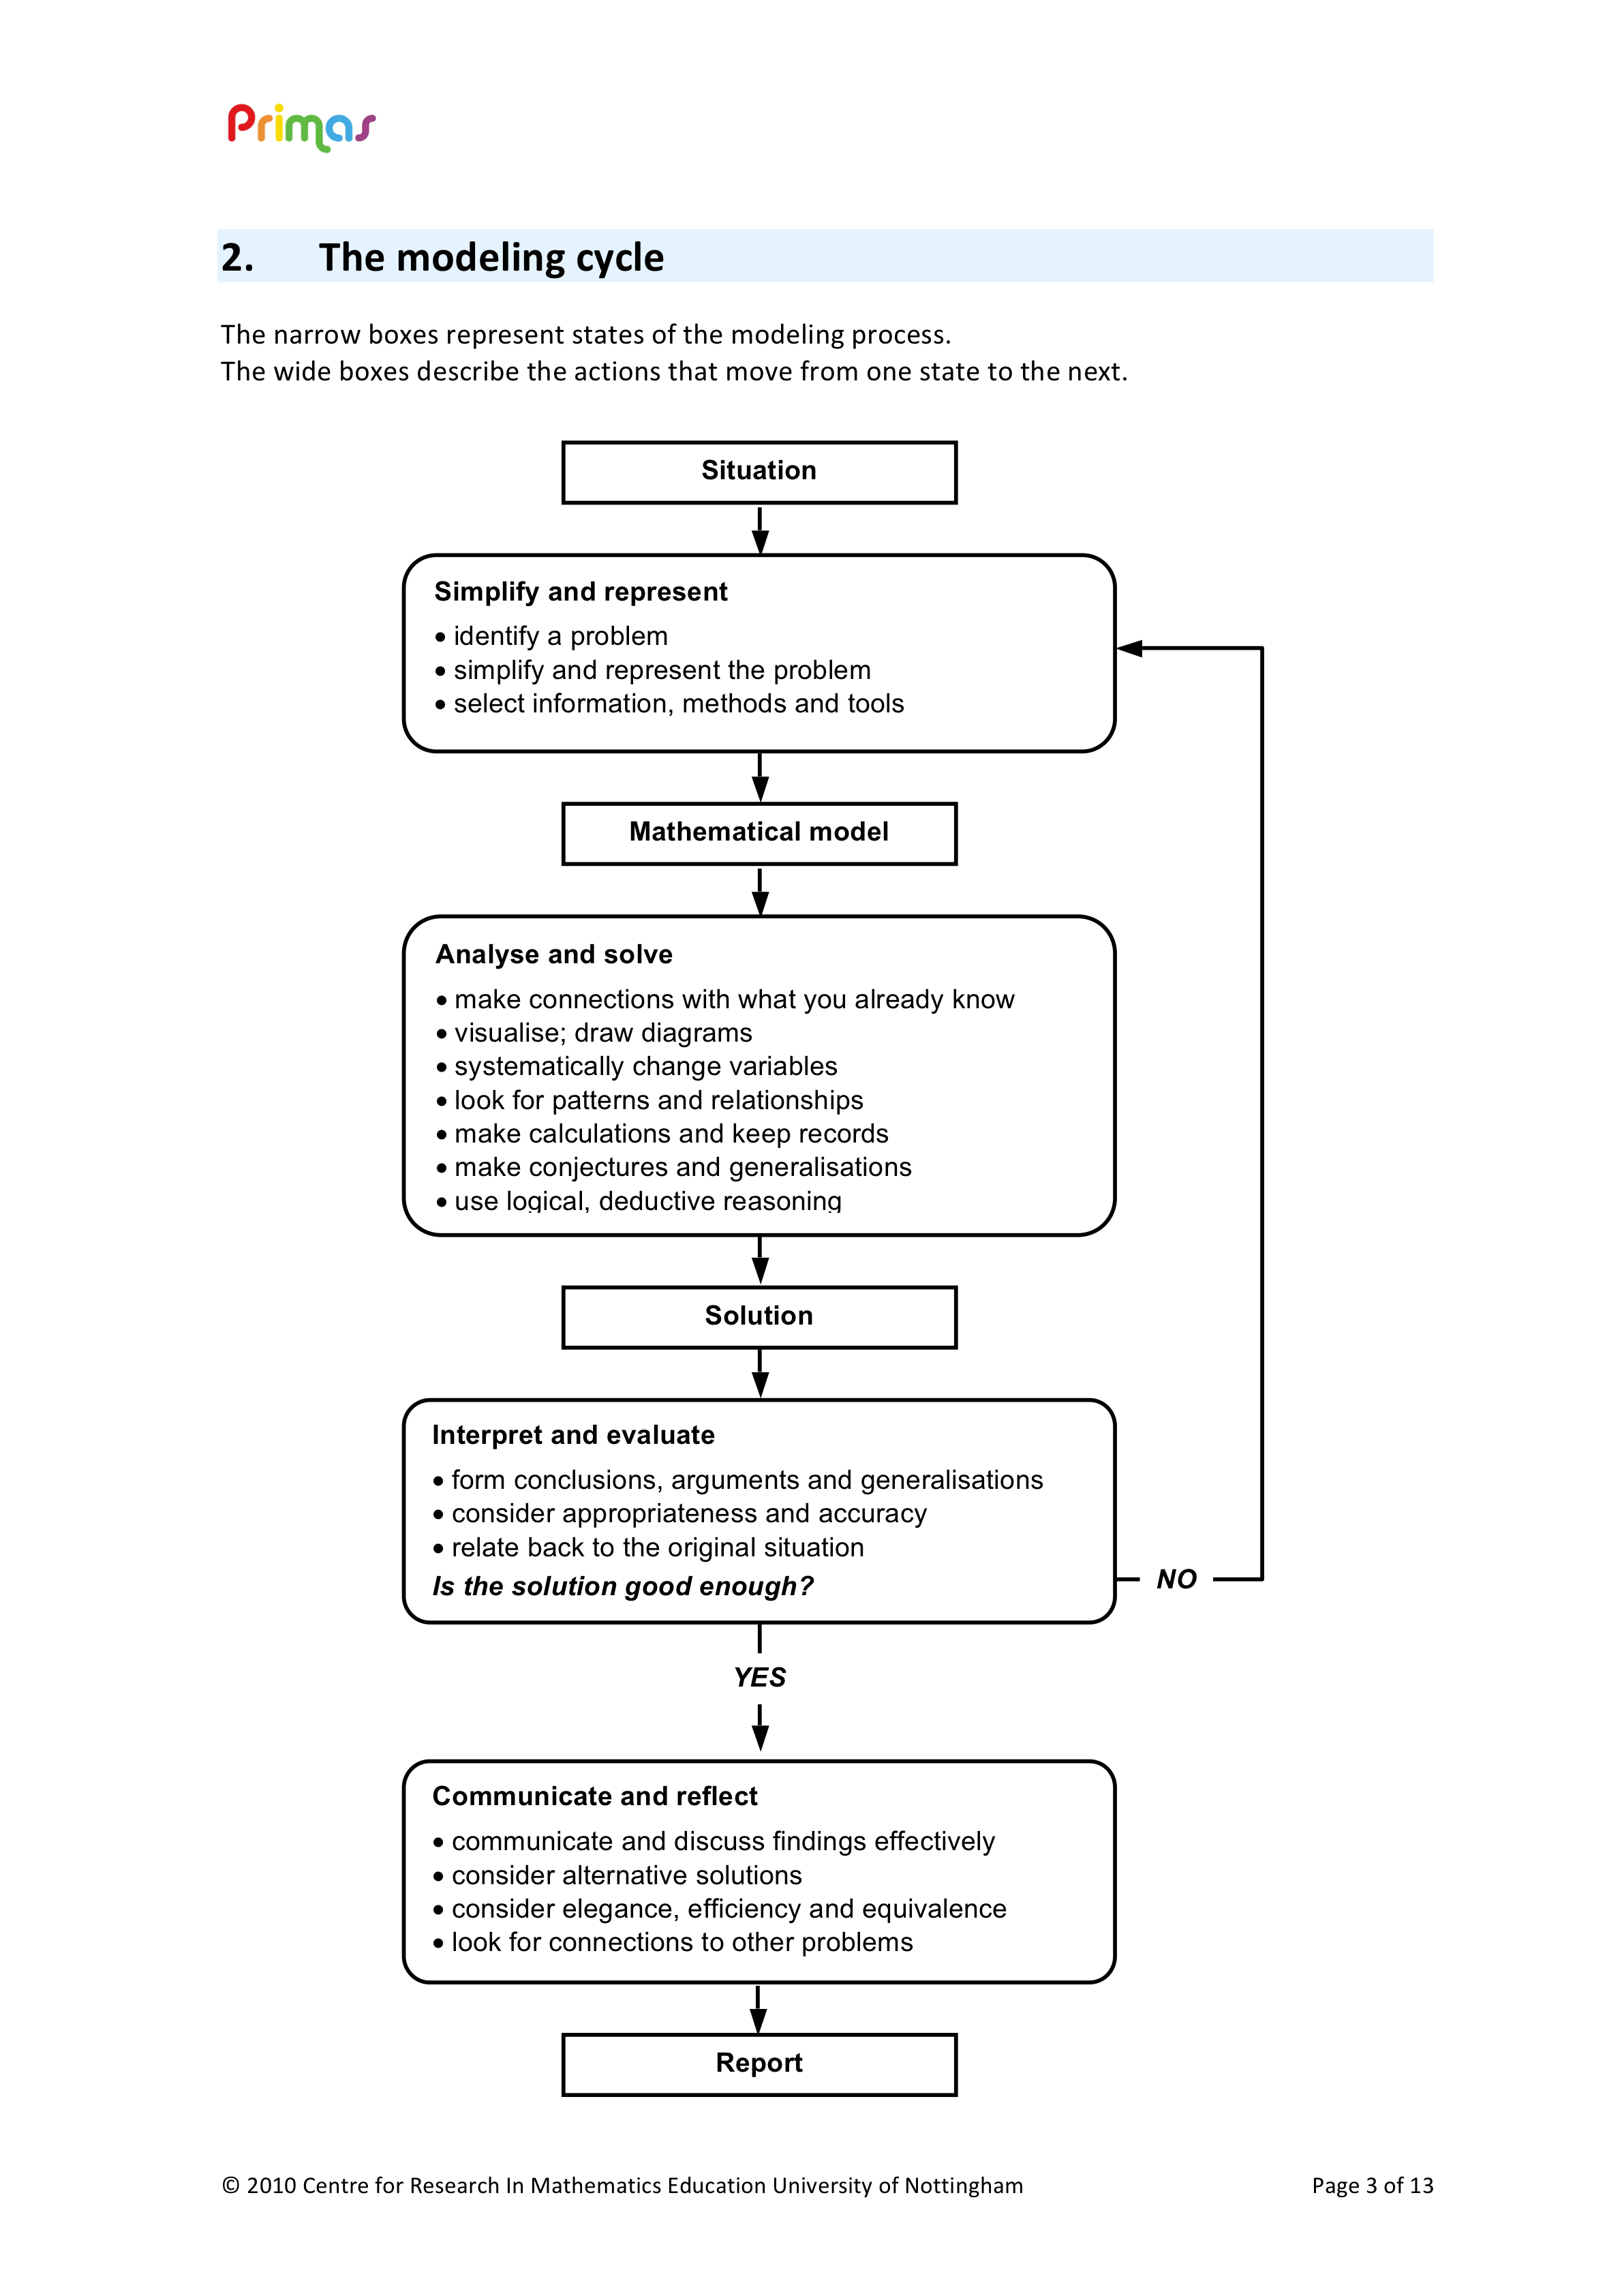 Primas
2. The modeling cycle
The narrow boxes represent states of the modeling process.
The wide boxes describe the actions that move from one state to the next.
Situation
Simplify and represent
• identify a problem
• simplify and represent the problem
• select information, methods and tools
Mathematical model
Analyse and solve
• make connections with what you already know
• visualise; draw diagrams
• systematically change variables
• look for patterns and relationships
• make calculations and keep records
• make conjectures and generalisations
• use logical, deductive reasoning
Solution
Interpret and evaluate
• form conclusions, arguments and generalisations
• consider appropriateness and accuracy
• relate back to the original situation
Is the solution good enough?
NO
YES
Communicate and reflect
• communicate and discuss findings effectively
• consider alternative solutions
• consider elegance, efficiency and equivalence
• look for connections to other problems
Report
© 2010 Centre for Research In Mathematics Education University of Nottingham Page 3 of 13